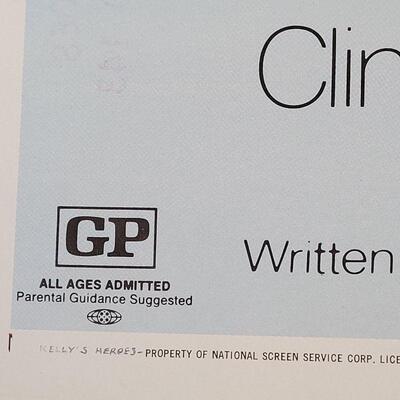 Clin
GP
ALL AGES ADMITTED
Parental Guidance Suggested
Written
KELLY'S HEROES-PROPERTY OF NATIONAL SCREEN SERVICE CORP. LICE